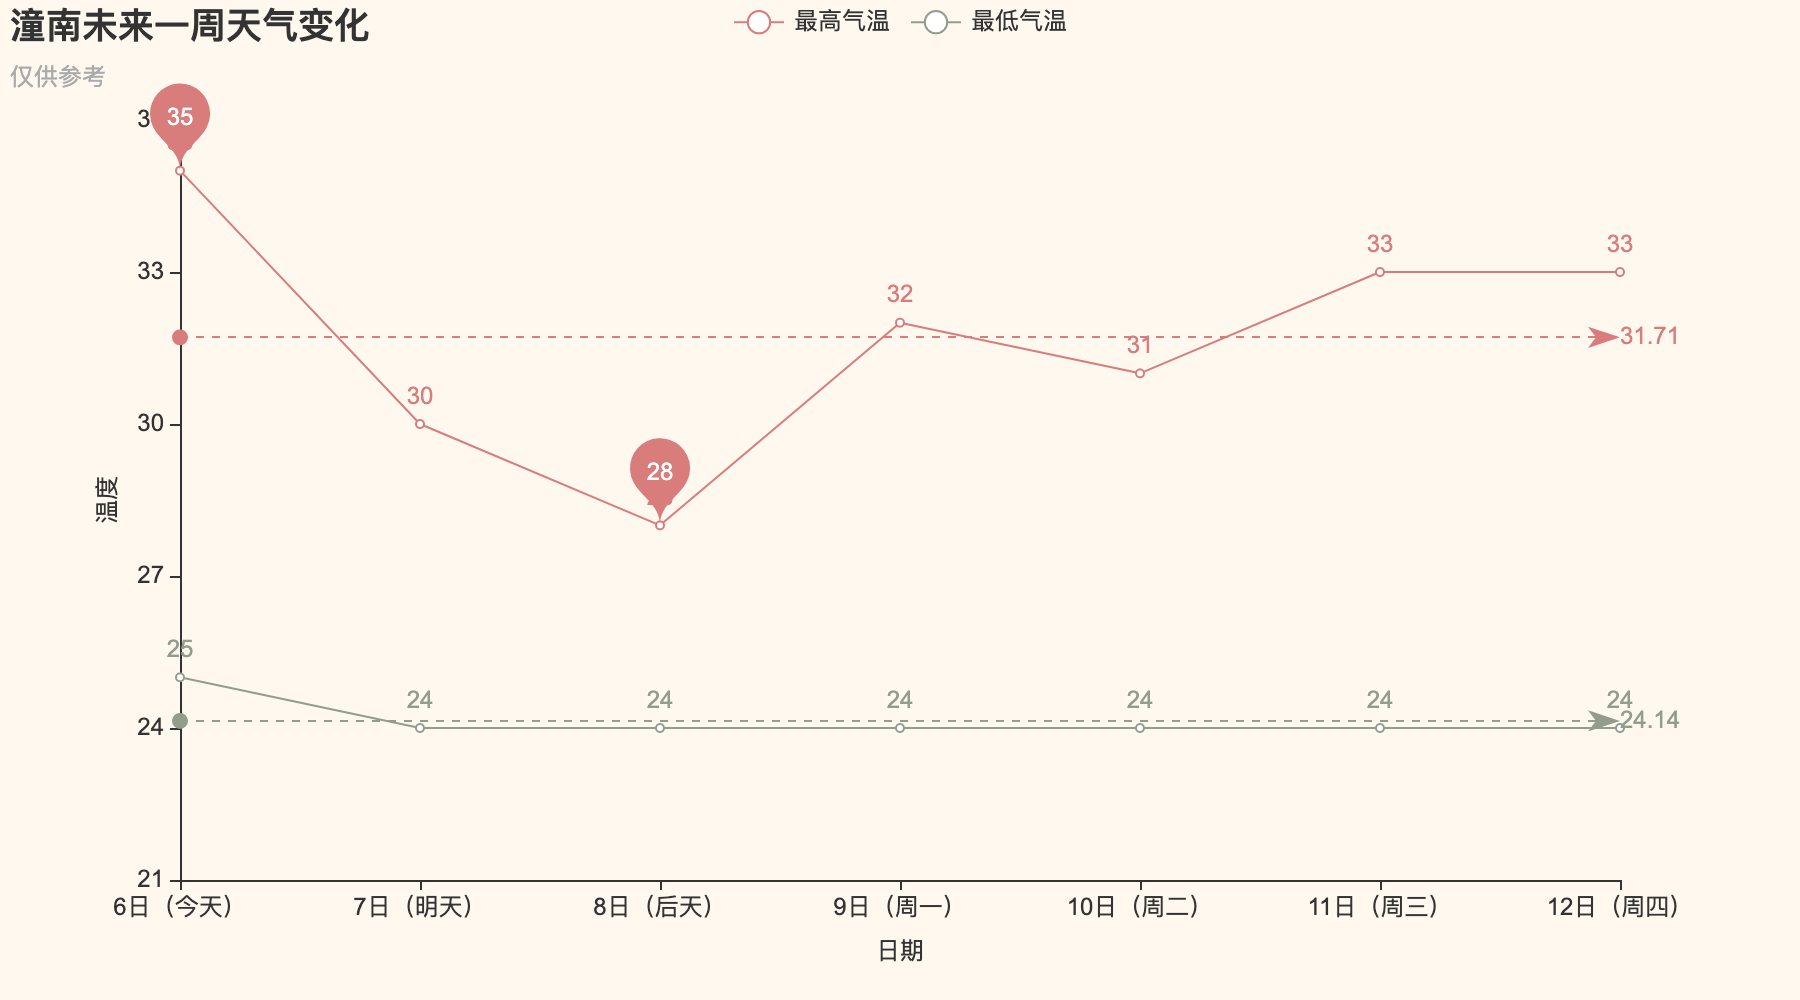 潼南未来一周天气变化
仅供参考
最高气温
最低气温
35
33
30
27
24
21
温度
30
28
32
31
33
33
31.71
25
24
24
24
24
24
24
24.14
6日（今天）
7日（明天）
8日（后天）
9日（周一）
10日（周二）
11日（周三）
12日（周四）
日期